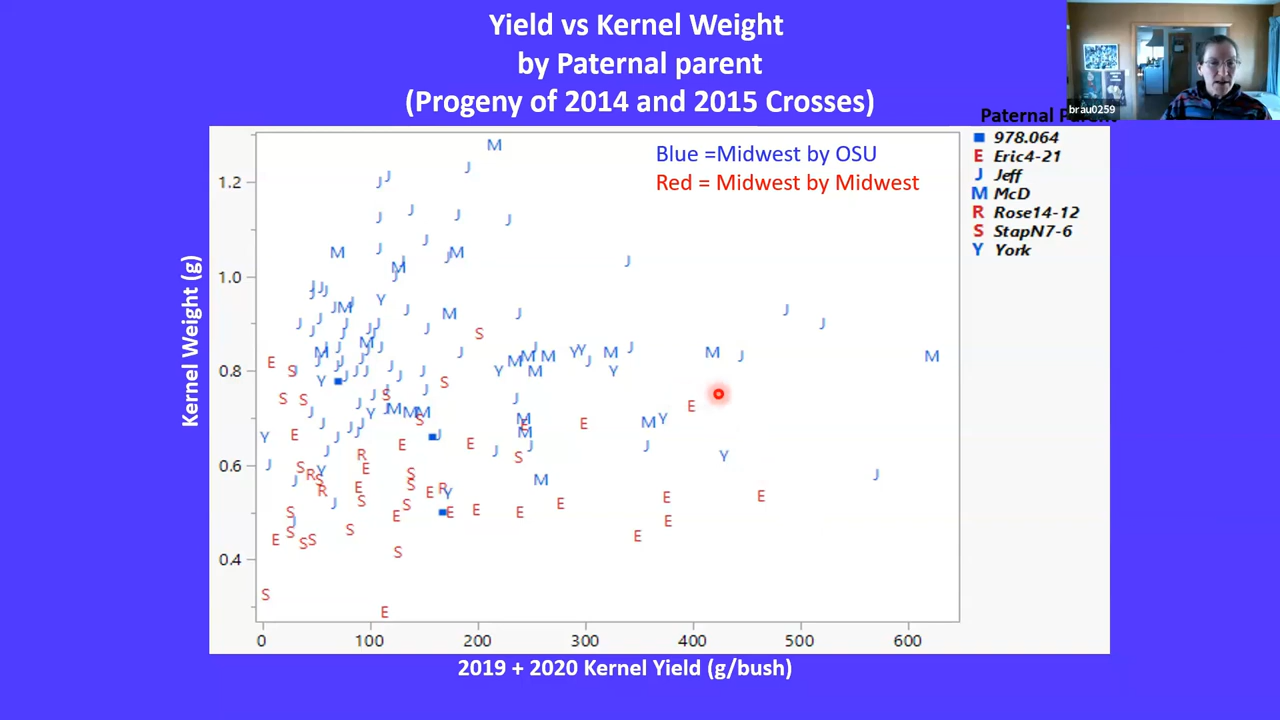 Yield vs Kernel Weight
by Paternal parent
(Progeny of 2014 and 2015 Crosses)
brau0259
Paternal P
Blue =Midwest by OSU
Red = Midwest by Midwest
978.064
E Eric4-21
J Jeff
M McD
R Rose14-12
S StapN7-6
Y York
Kernel Weight (g)
1.2
1.0
0.8
0.6
0.4
0 100 200 300 400 500 600
2019 + 2020 Kernel Yield (g/bush)